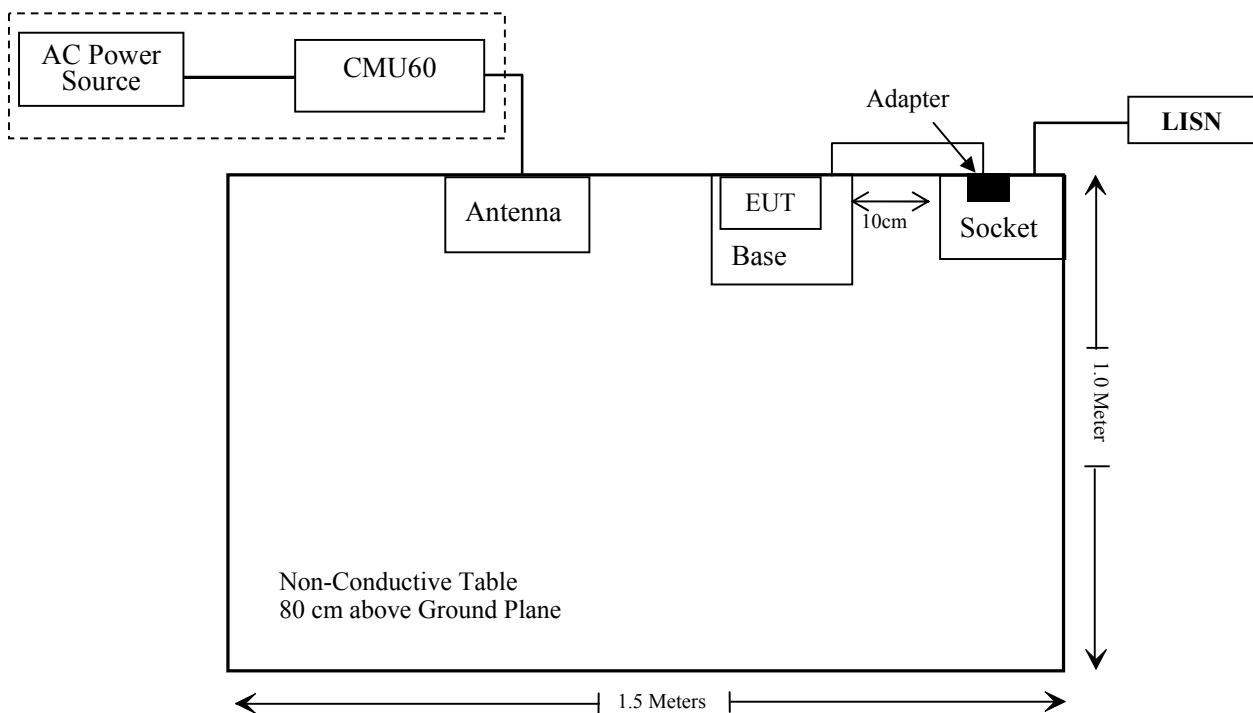 AC Power
Source
CMU60
Adapter
LISN
Antenna
EUT
10cm
Socket
Base
1.0 Meter
Non-Conductive Table
80 cm above Ground Plane
1.5 Meters